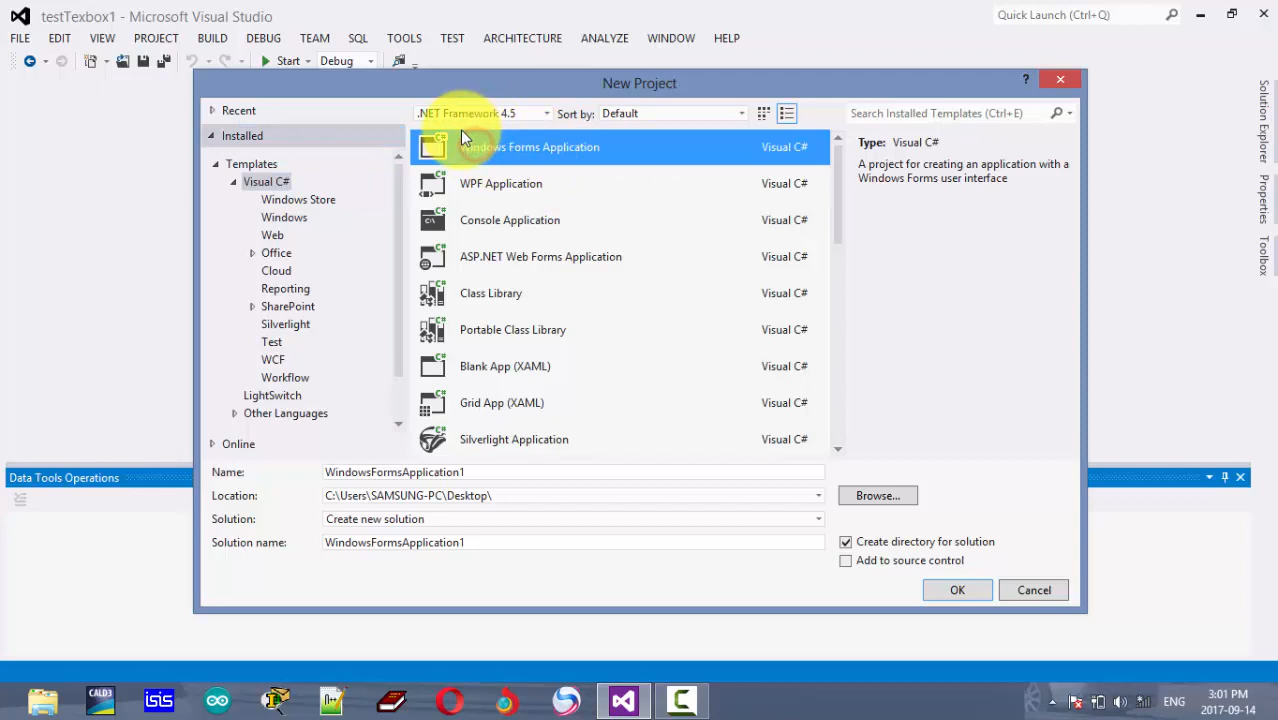 testTexbox1 - Microsoft Visual Studio
Quick Launch (Ctrl+Q)
FILE EDIT VIEW PROJECT BUILD DEBUG TEAM SQL TOOLS TEST ARCHITECTURE ANALYZE WINDOW HELP
Start Debug
New Project
?
Recent
.NET Framework 4.5 Sort by: Default
Search Installed Templates (Ctrl+E)
Installed
Templates
Visual C#
Windows Store
Windows
Web
Office
Cloud
Reporting
SharePoint
Silverlight
Test
WCF
Workflow
LightSwitch
Other Languages
Online
Windows Forms Application Visual C#
WPF Application Visual C#
Console Application Visual C#
ASP.NET Web Forms Application Visual C#
Class Library Visual C#
Portable Class Library Visual C#
Blank App (XAML) Visual C#
Grid App (XAML) Visual C#
Silverlight Application Visual C#
Type: Visual C#
A project for creating an application with a
Windows Forms user interface
Name: WindowsFormsApplication1
Location: C:\Users\SAMSUNG-PC\Desktop\ Browse...
Solution: Create new solution
Solution name: WindowsFormsApplication1
Create directory for solution
Add to source control
OK Cancel
Solution Explorer
Properties
Toolbox
Data Tools Operations
CALD3
isis
ENG
3:01 PM
2017-09-14